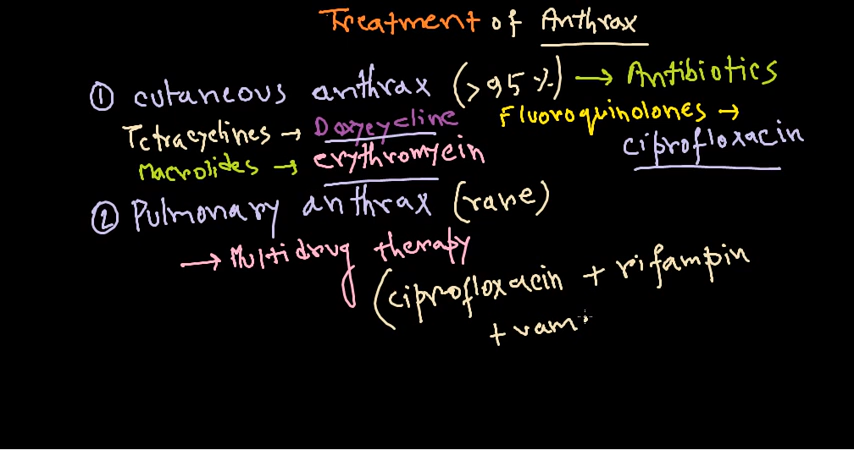 Treatment of Anthrax
① cutaneous anthrax (>95%) → Antibiotics
Tetracyclines → Doxycycline
Fluoroquinolones →
ciprofloxacin
Macrolides → erythromycin
② Pulmonary anthrax (rare)
→ Multidrug therapy
(ciprofloxacin + rifampin
+ vam